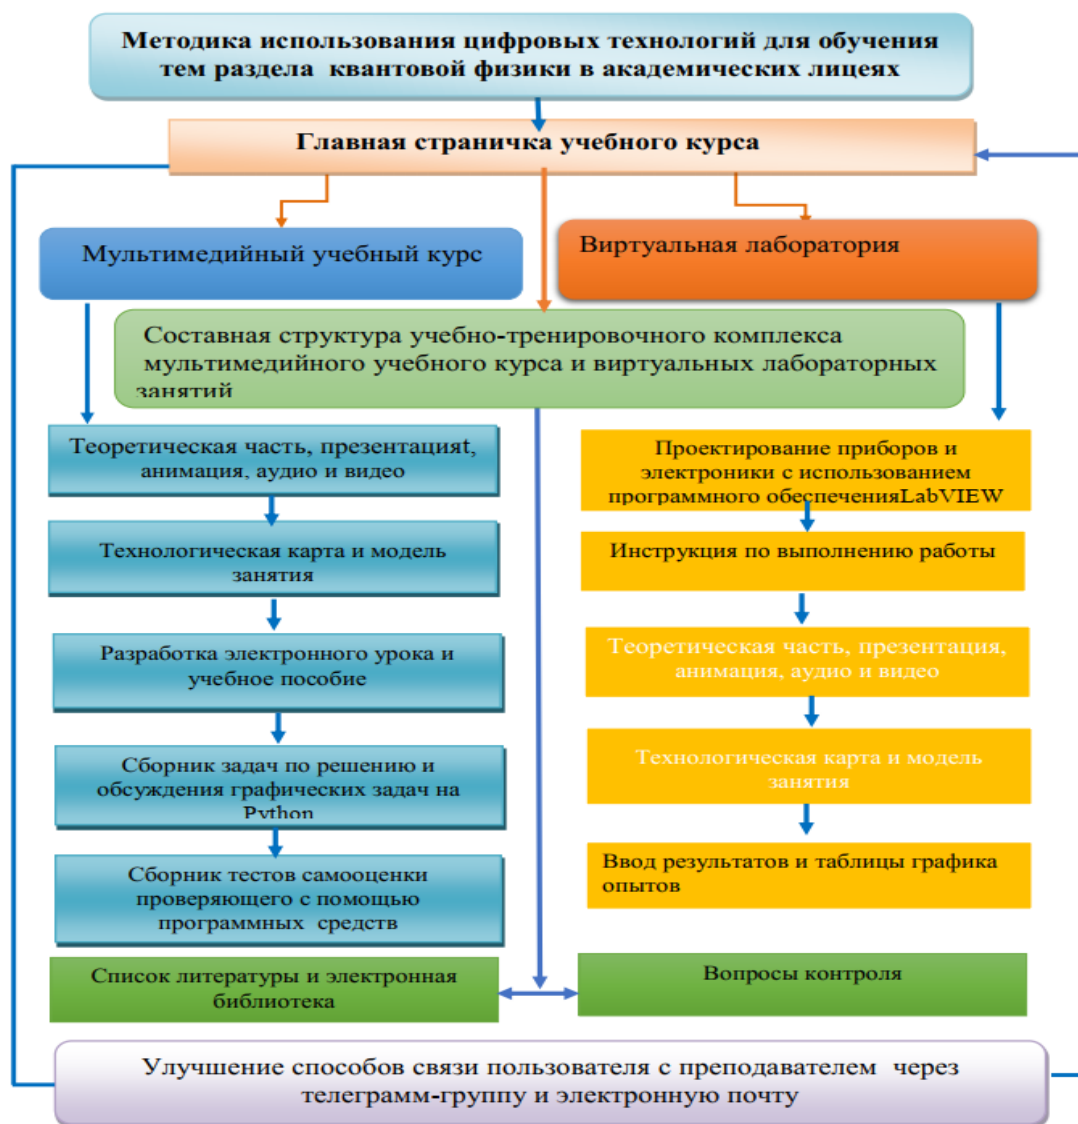 Методика использования цифровых технологий для обучения
тем раздела квантовой физики в академических лицеях
Главная страничка учебного курса
Мультимедийный учебный курс
Виртуальная лаборатория
Составная структура учебно-тренировочного комплекса
мультимедийного учебного курса и виртуальных лабораторных
занятий
Теоретическая часть, презентацияt,
анимация, аудио и видео
Технологическая карта и модель
занятия
Разработка электронного урока и
учебное пособие
Сборник задач по решению и
обсуждения графических задач на
Python
Сборник тестов самооценки
проверяющего с помощью
программных средств
Список литературы и электронная
библиотека
Проектирование приборов и
электроники с использованием
программного обеспеченияLabVIEW
Инструкция по выполнению работы
Теоретическая часть, презентация,
анимация, аудио и видео
Технологическая карта и модель
занятия
Ввод результатов и таблицы графика
опытов
Вопросы контроля
Улучшение способов связи пользователя с преподавателем через
телеграмм-группу и электронную почту